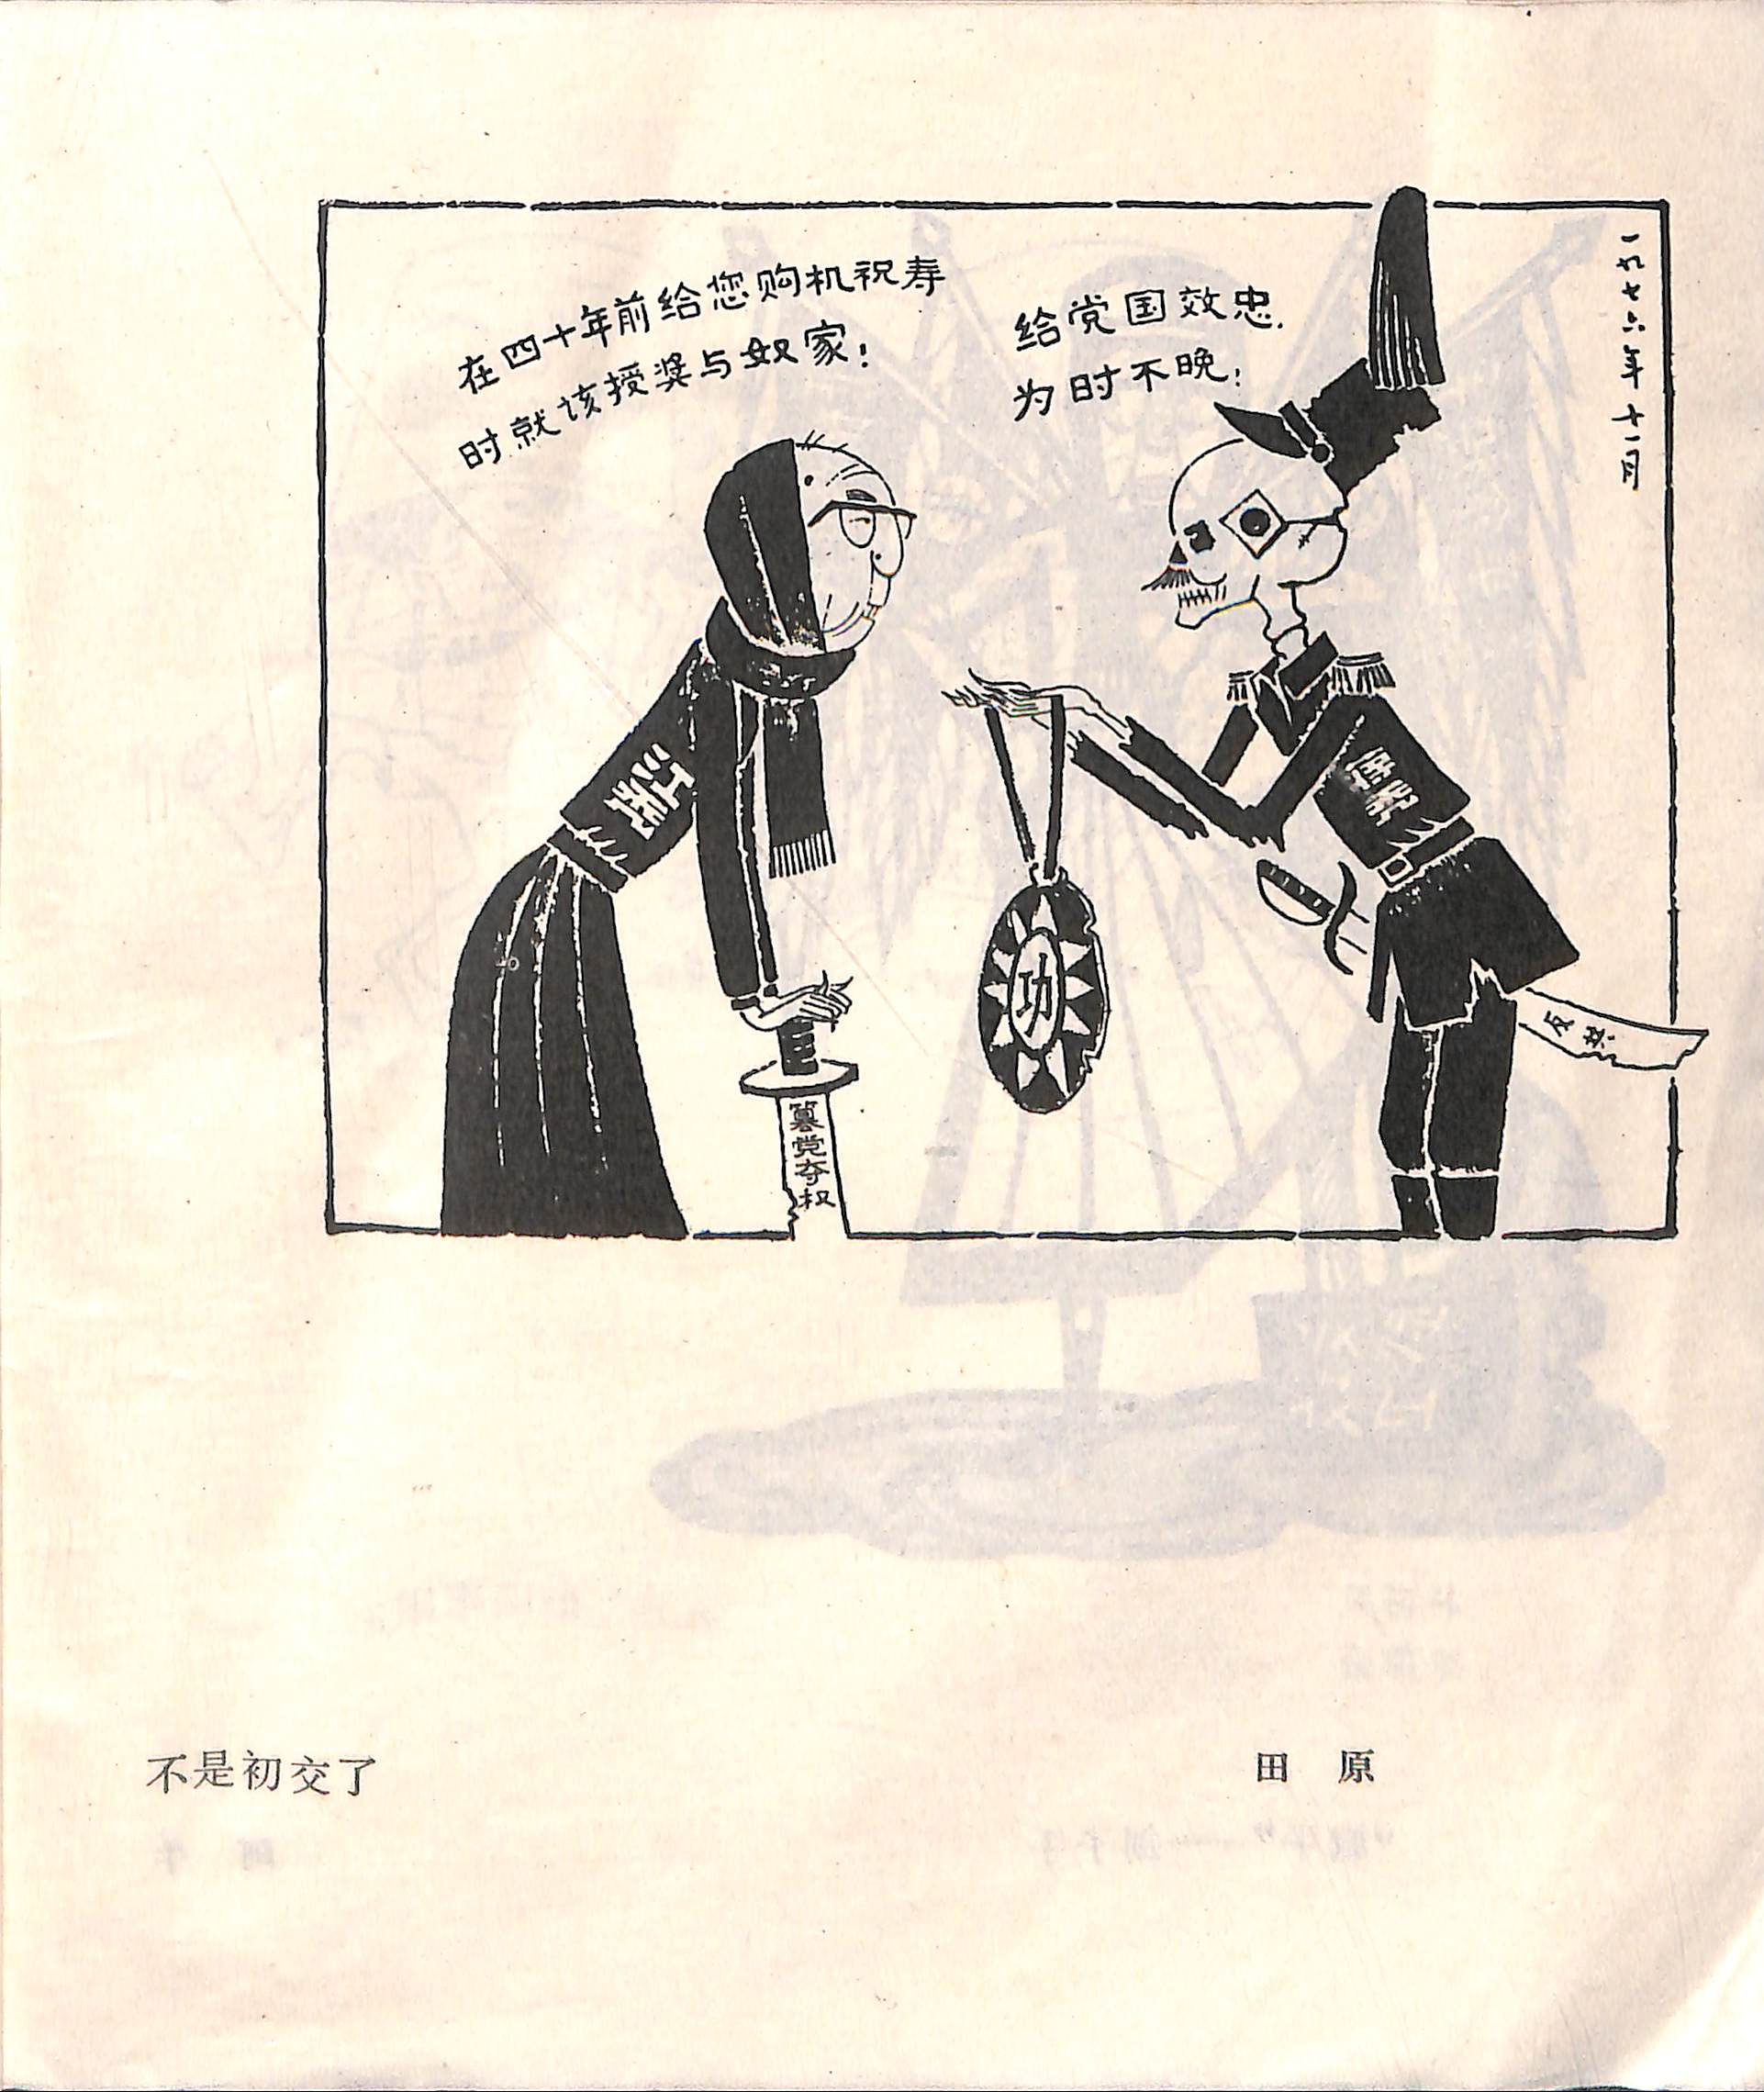 在四十年前给您购机祝寿
时就该授奖与奴家！
给党国效忠，
为时不晚！
一九七六年十一月
江青
蒋
功
反共
篡党夺权
不是初交了
田 原